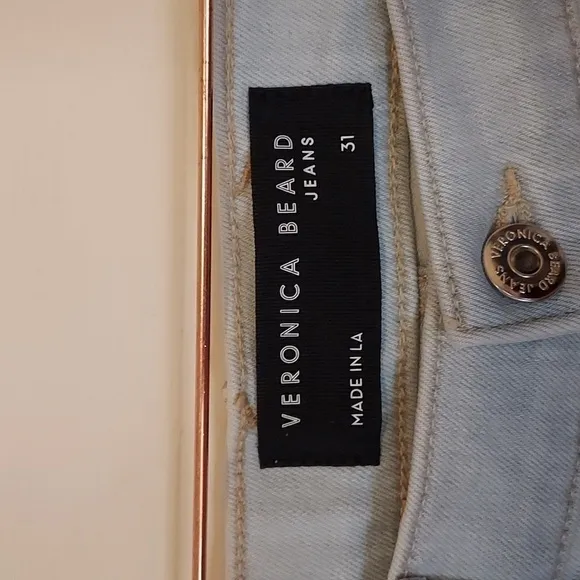 VERONICA BEARD
JEANS
MADE IN LA
31
VERONICA BEARD JEANS